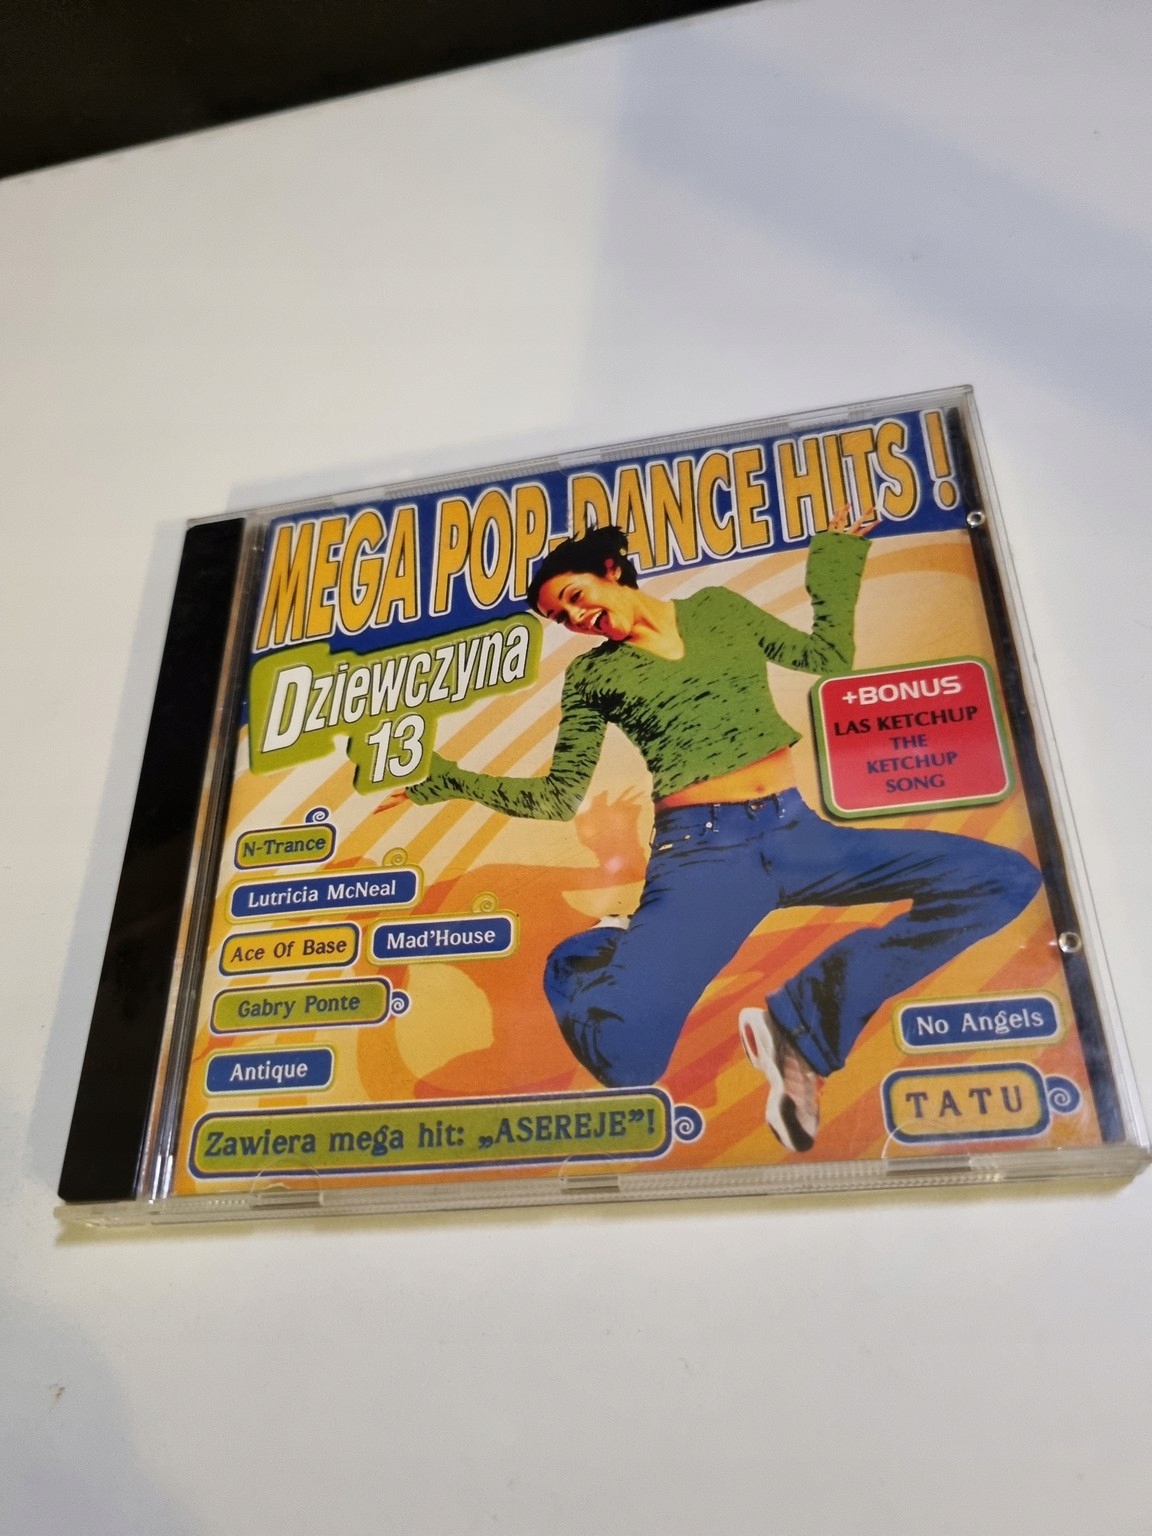 MEGA POP-DANCE HITS !
Dziewczyna
13
+BONUS
LAS KETCHUP
THE
KETCHUP
SONG
N-Trance
Lutricia McNeal
Ace Of Base
Mad'House
Gabry Ponte
Antique
No Angels
TATU
Zawiera mega hit: „ASEREJE”!